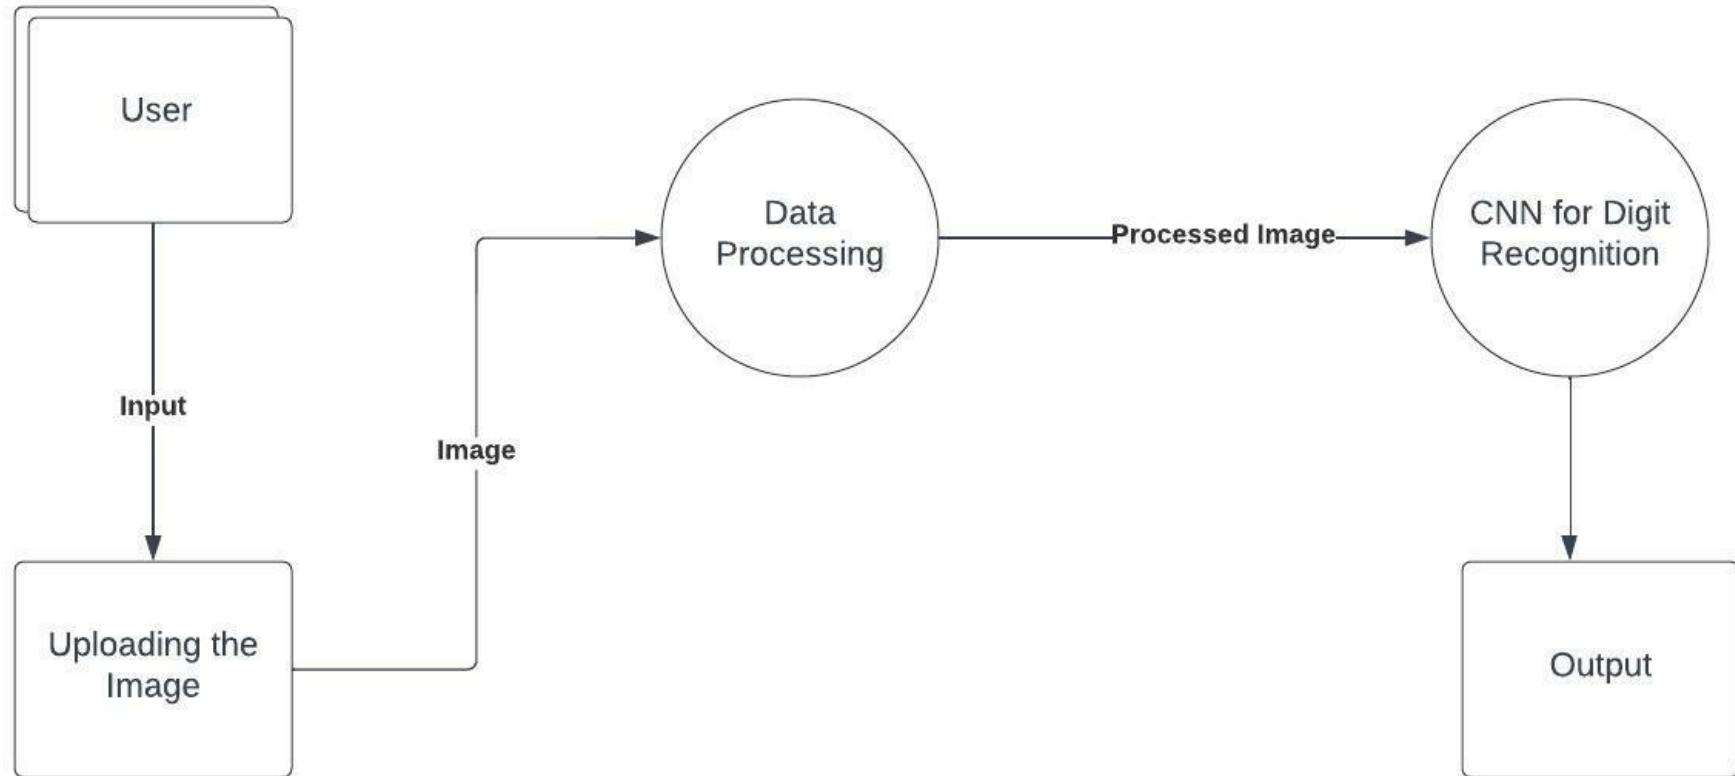 User
Input
Uploading the
Image
Image
Data
Processing
Processed Image
CNN for Digit
Recognition
Output